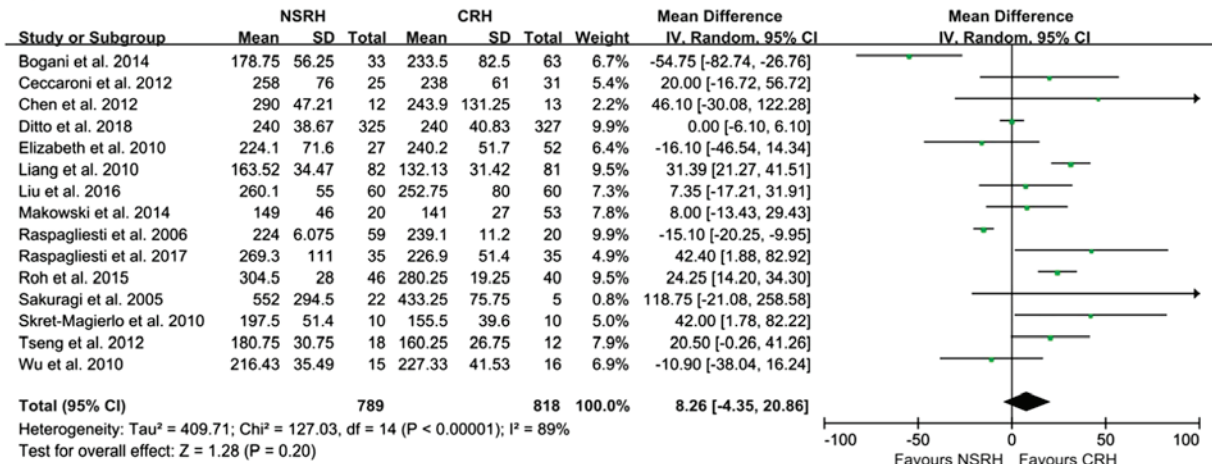 NSRH CRH Mean Difference Mean Difference
Study or Subgroup Mean SD Total Mean SD Total Weight IV, Random, 95% CI IV, Random, 95% CI
Bogani et al. 2014 178.75 56.25 33 233.5 82.5 63 6.7% -54.75 [-82.74, -26.76]
Ceccaroni et al. 2012 258 76 25 238 61 31 5.4% 20.00 [-16.72, 56.72]
Chen et al. 2012 290 47.21 12 243.9 131.25 13 2.2% 46.10 [-30.08, 122.28]
Ditto et al. 2018 240 38.67 325 240 40.83 327 9.9% 0.00 [-6.10, 6.10]
Elizabeth et al. 2010 224.1 71.6 27 240.2 51.7 52 6.4% -16.10 [-46.54, 14.34]
Liang et al. 2010 163.52 34.47 82 132.13 31.42 81 9.5% 31.39 [21.27, 41.51]
Liu et al. 2016 260.1 55 60 252.75 80 60 7.3% 7.35 [-17.21, 31.91]
Makowski et al. 2014 149 46 20 141 27 53 7.8% 8.00 [-13.43, 29.43]
Raspagliesti et al. 2006 224 6.075 59 239.1 11.2 20 9.9% -15.10 [-20.25, -9.95]
Raspagliesti et al. 2017 269.3 111 35 226.9 51.4 35 4.9% 42.40 [1.88, 82.92]
Roh et al. 2015 304.5 28 46 280.25 19.25 40 9.5% 24.25 [14.20, 34.30]
Sakuragi et al. 2005 552 294.5 22 433.25 75.75 5 0.8% 118.75 [-21.08, 258.58]
Skret-Magierlo et al. 2010 197.5 51.4 10 155.5 39.6 10 5.0% 42.00 [1.78, 82.22]
Tseng et al. 2012 180.75 30.75 18 160.25 26.75 12 7.9% 20.50 [-0.26, 41.26]
Wu et al. 2010 216.43 35.49 15 227.33 41.53 16 6.9% -10.90 [-38.04, 16.24]
Total (95% CI) 789 818 100.0% 8.26 [-4.35, 20.86]
Heterogeneity: Tau² = 409.71; Chi² = 127.03, df = 14 (P < 0.00001); I² = 89%
Test for overall effect: Z = 1.28 (P = 0.20)
-100 -50 0 50 100
Favours NSRH Favours CRH